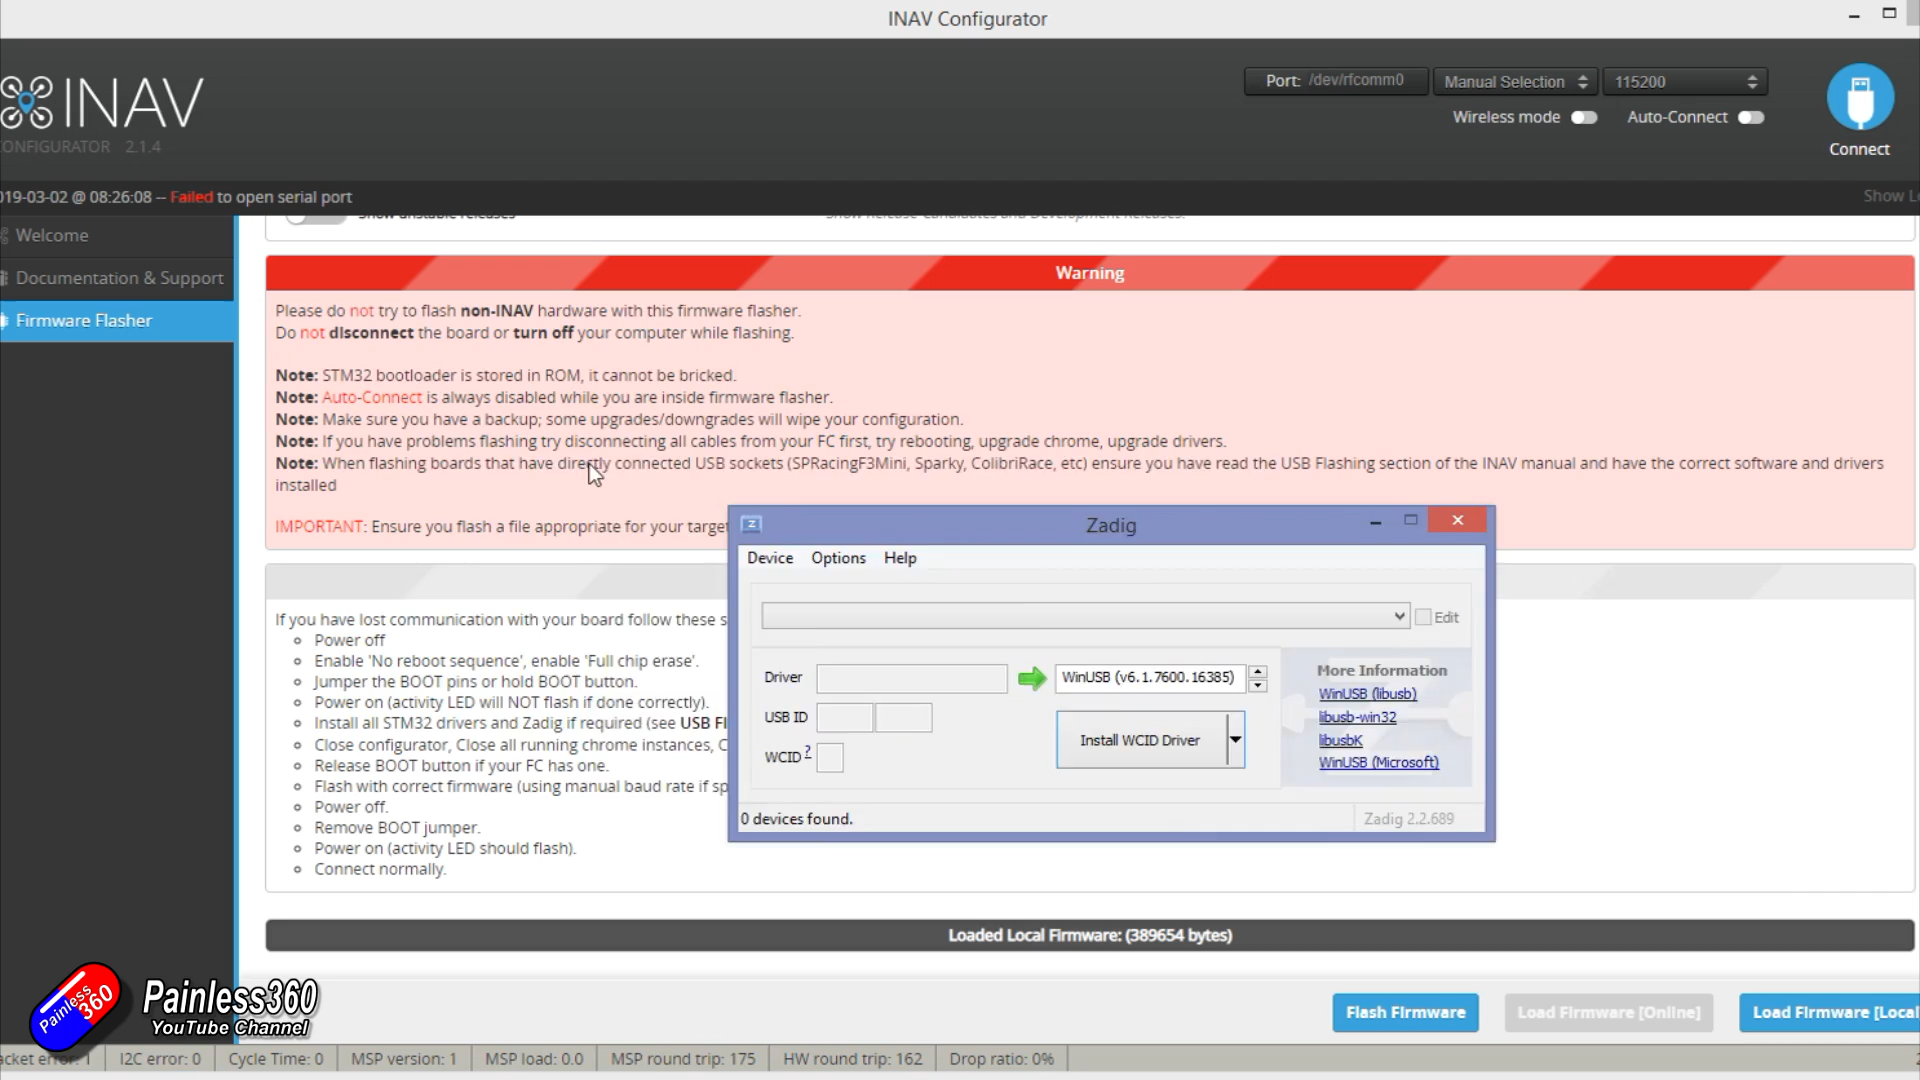 INAV Configurator
INAV
ONFIGURATOR 2.1.4
Port: /dev/rfcomm0
Manual Selection
115200
Wireless mode
Auto-Connect
Connect
019-03-02 @ 08:26:08 -- Failed to open serial port
Show Lo
Show unstable releases
Show Release-Candidates and Development Releases.
Welcome
Documentation & Support
Firmware Flasher
Warning
Please do not try to flash non-INAV hardware with this firmware flasher.
Do not disconnect the board or turn off your computer while flashing.
Note: STM32 bootloader is stored in ROM, it cannot be bricked.
Note: Auto-Connect is always disabled while you are inside firmware flasher.
Note: Make sure you have a backup; some upgrades/downgrades will wipe your configuration.
Note: If you have problems flashing try disconnecting all cables from your FC first, try rebooting, upgrade chrome, upgrade drivers.
Note: When flashing boards that have directly connected USB sockets (SPRacingF3Mini, Sparky, ColibriRace, etc) ensure you have read the USB Flashing section of the INAV manual and have the correct software and drivers
installed
IMPORTANT: Ensure you flash a file appropriate for your target
If you have lost communication with your board follow these s
Power off
Enable 'No reboot sequence', enable 'Full chip erase'.
Jumper the BOOT pins or hold BOOT button.
Power on (activity LED will NOT flash if done correctly).
Install all STM32 drivers and Zadig if required (see USB Fl
Close configurator, Close all running chrome instances, C
Release BOOT button if your FC has one.
Flash with correct firmware (using manual baud rate if sp
Power off.
Remove BOOT jumper.
Power on (activity LED should flash).
Connect normally.
Zadig
Device Options Help
Edit
Driver
WinUSB (v6.1.7600.16385)
USB ID
WCID ?
Install WCID Driver
More Information
WinUSB (libusb)
libusb-win32
libusbK
WinUSB (Microsoft)
0 devices found.
Zadig 2.2.689
Loaded Local Firmware: (389654 bytes)
Flash Firmware
Load Firmware [Online]
Load Firmware [Local
Painless360
Painless360
YouTube Channel
acket error: 1
I2C error: 0
Cycle Time: 0
MSP version: 1
MSP load: 0.0
MSP round trip: 175
HW round trip: 162
Drop ratio: 0%